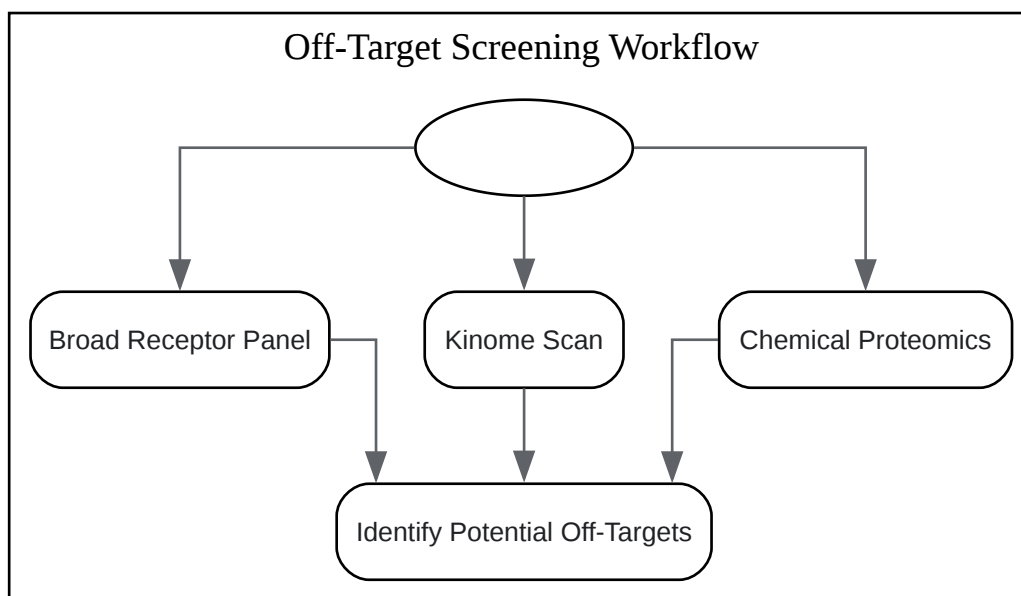 Off-Target Screening Workflow
Broad Receptor Panel
Kinome Scan
Chemical Proteomics
Identify Potential Off-Targets